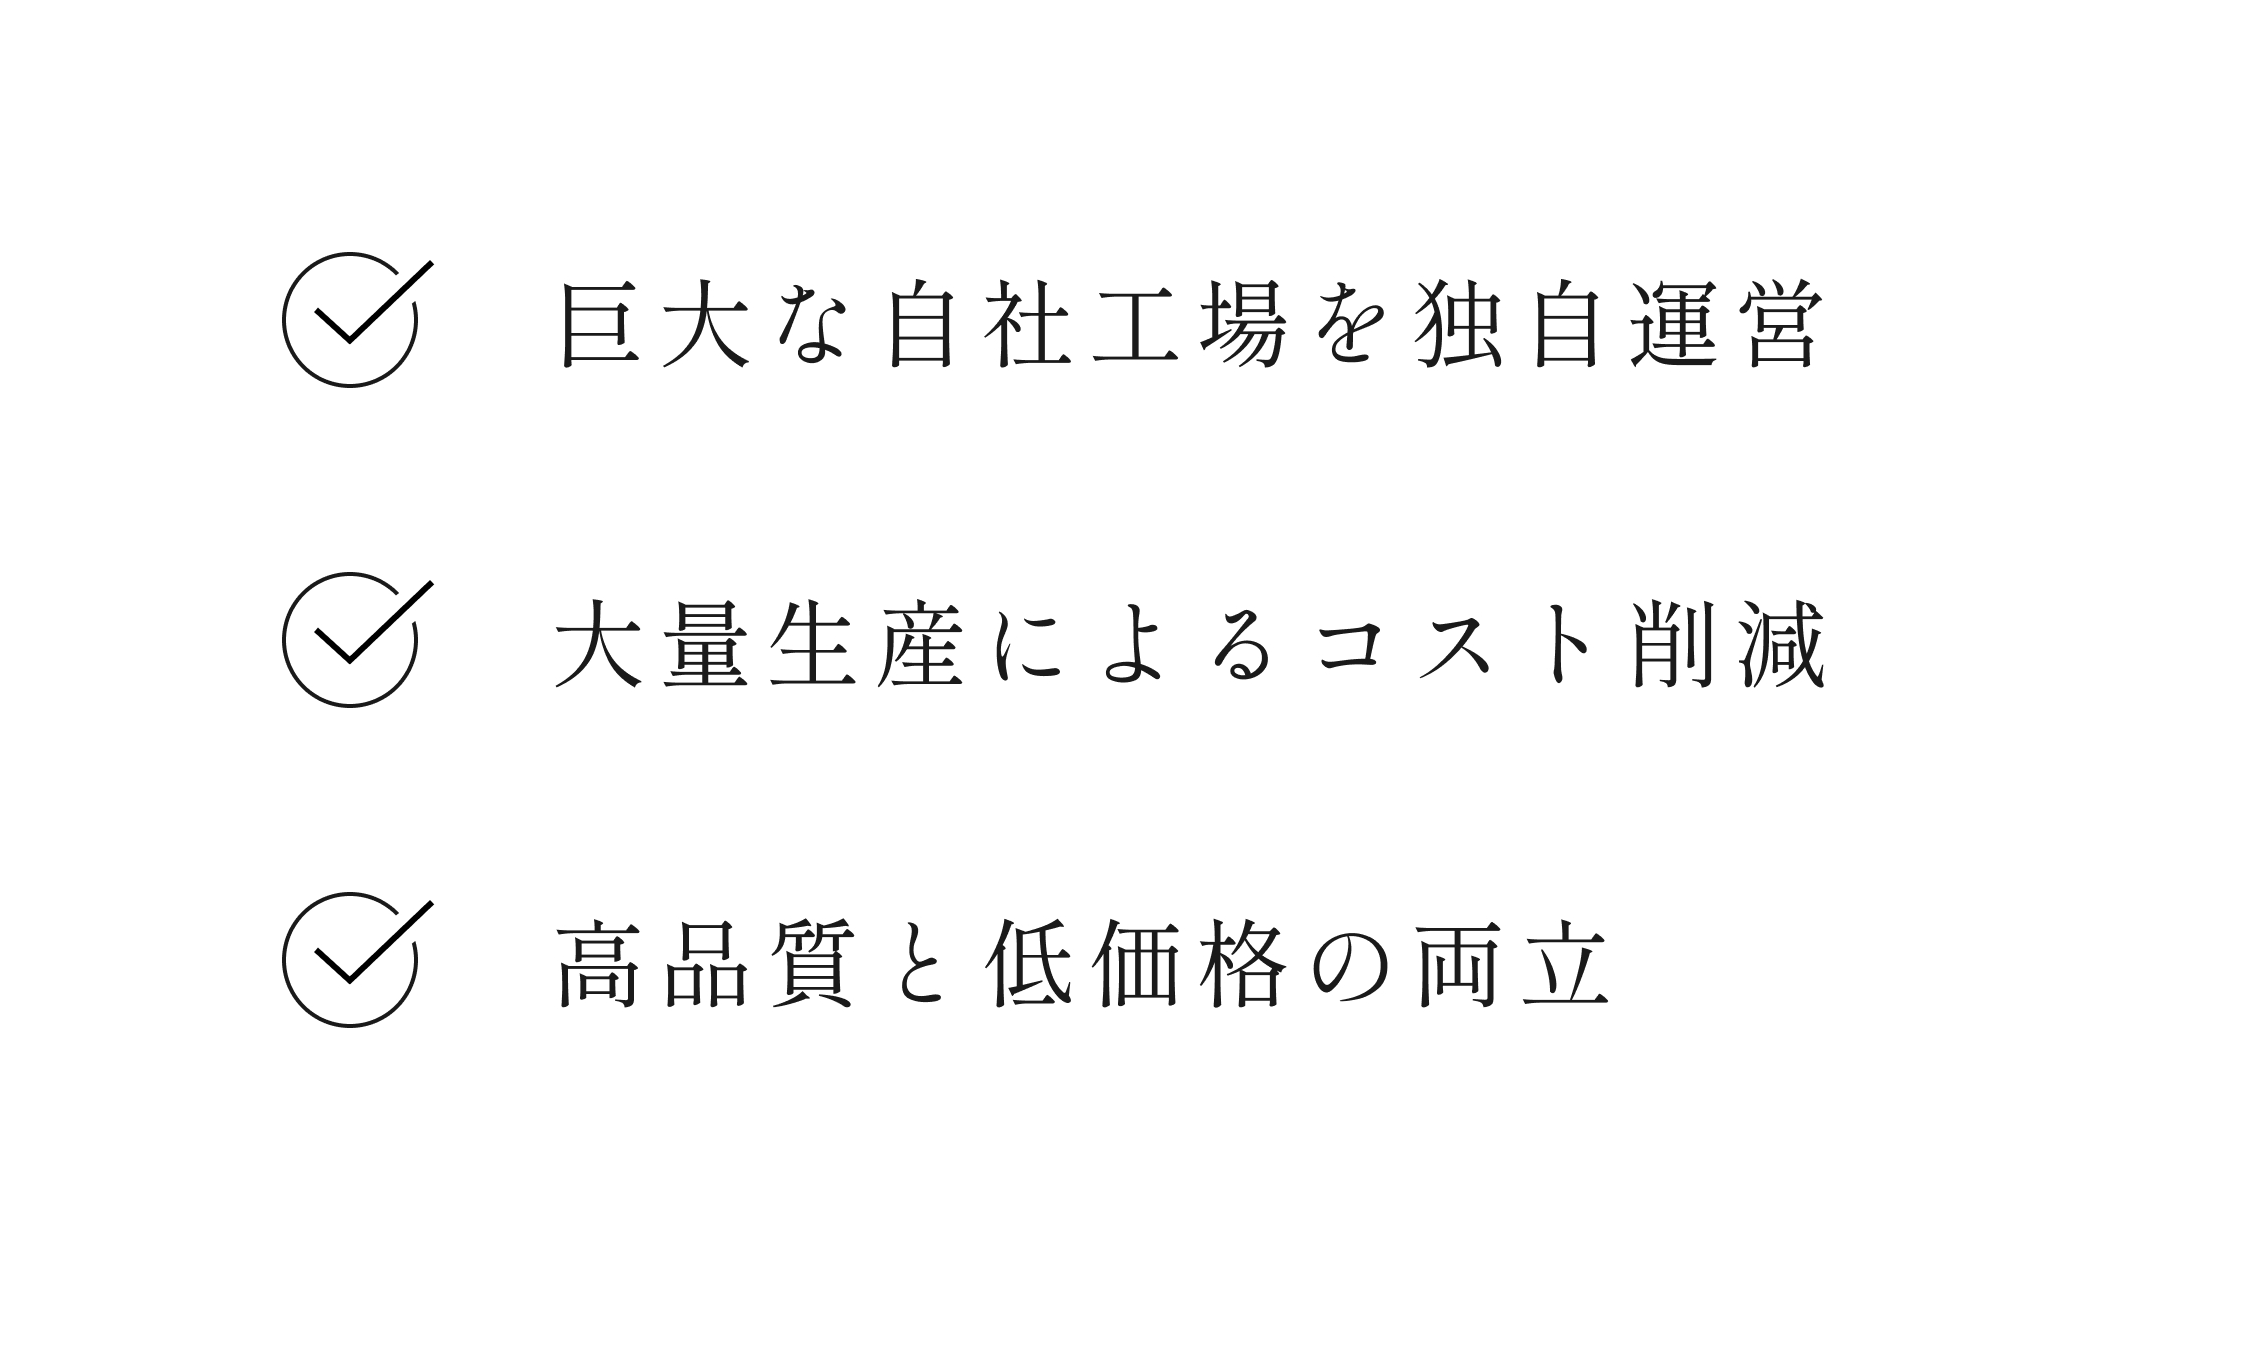 巨大な自社工場を独自運営
大量生産によるコスト削減
高品質と低価格の両立